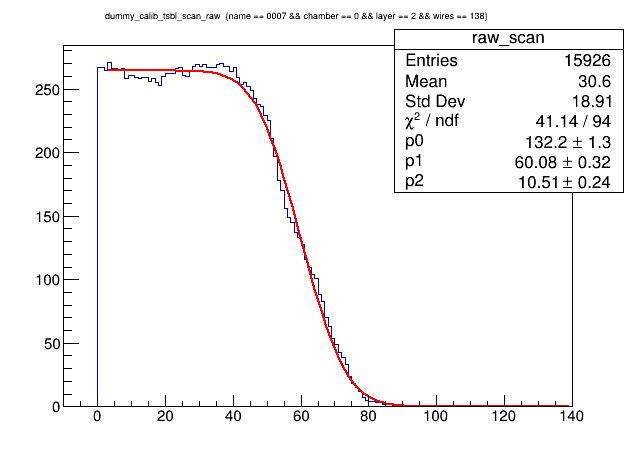 dummy_calib_tsbl_scan_raw (name == 0007 && chamber == 0 && layer == 2 && wires == 138)
raw_scan
Entries 15926
Mean 30.6
Std Dev 18.91
χ² / ndf 41.14 / 94
p0 132.2 ± 1.3
p1 60.08 ± 0.32
p2 10.51 ± 0.24
250
200
150
100
50
0
0 20 40 60 80 100 120 140